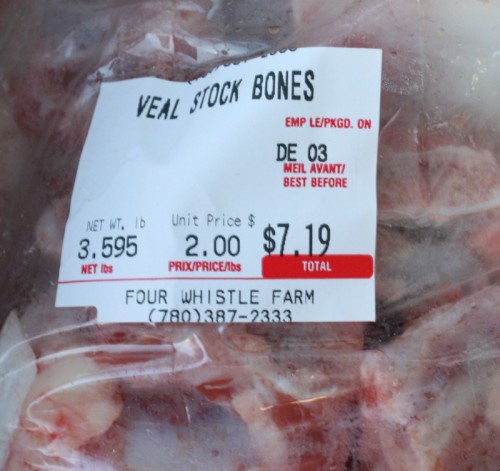 VEAL STOCK BONES
EMP LE/PKGD. ON
DE 03
MEIL AVANT/
BEST BEFORE
NET WT. lb Unit Price $
3.595 2.00 $7.19
NET lbs PRIX/PRICE/lbs TOTAL
FOUR WHISTLE FARM
(780)387-2333